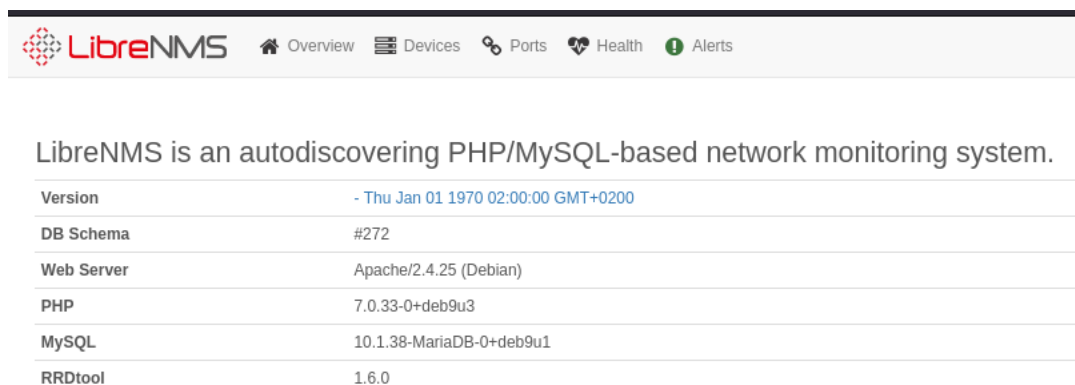 LibreNMS Overview Devices Ports Health Alerts
LibreNMS is an autodiscovering PHP/MySQL-based network monitoring system.
Version - Thu Jan 01 1970 02:00:00 GMT+0200
DB Schema #272
Web Server Apache/2.4.25 (Debian)
PHP 7.0.33-0+deb9u3
MySQL 10.1.38-MariaDB-0+deb9u1
RRDtool 1.6.0